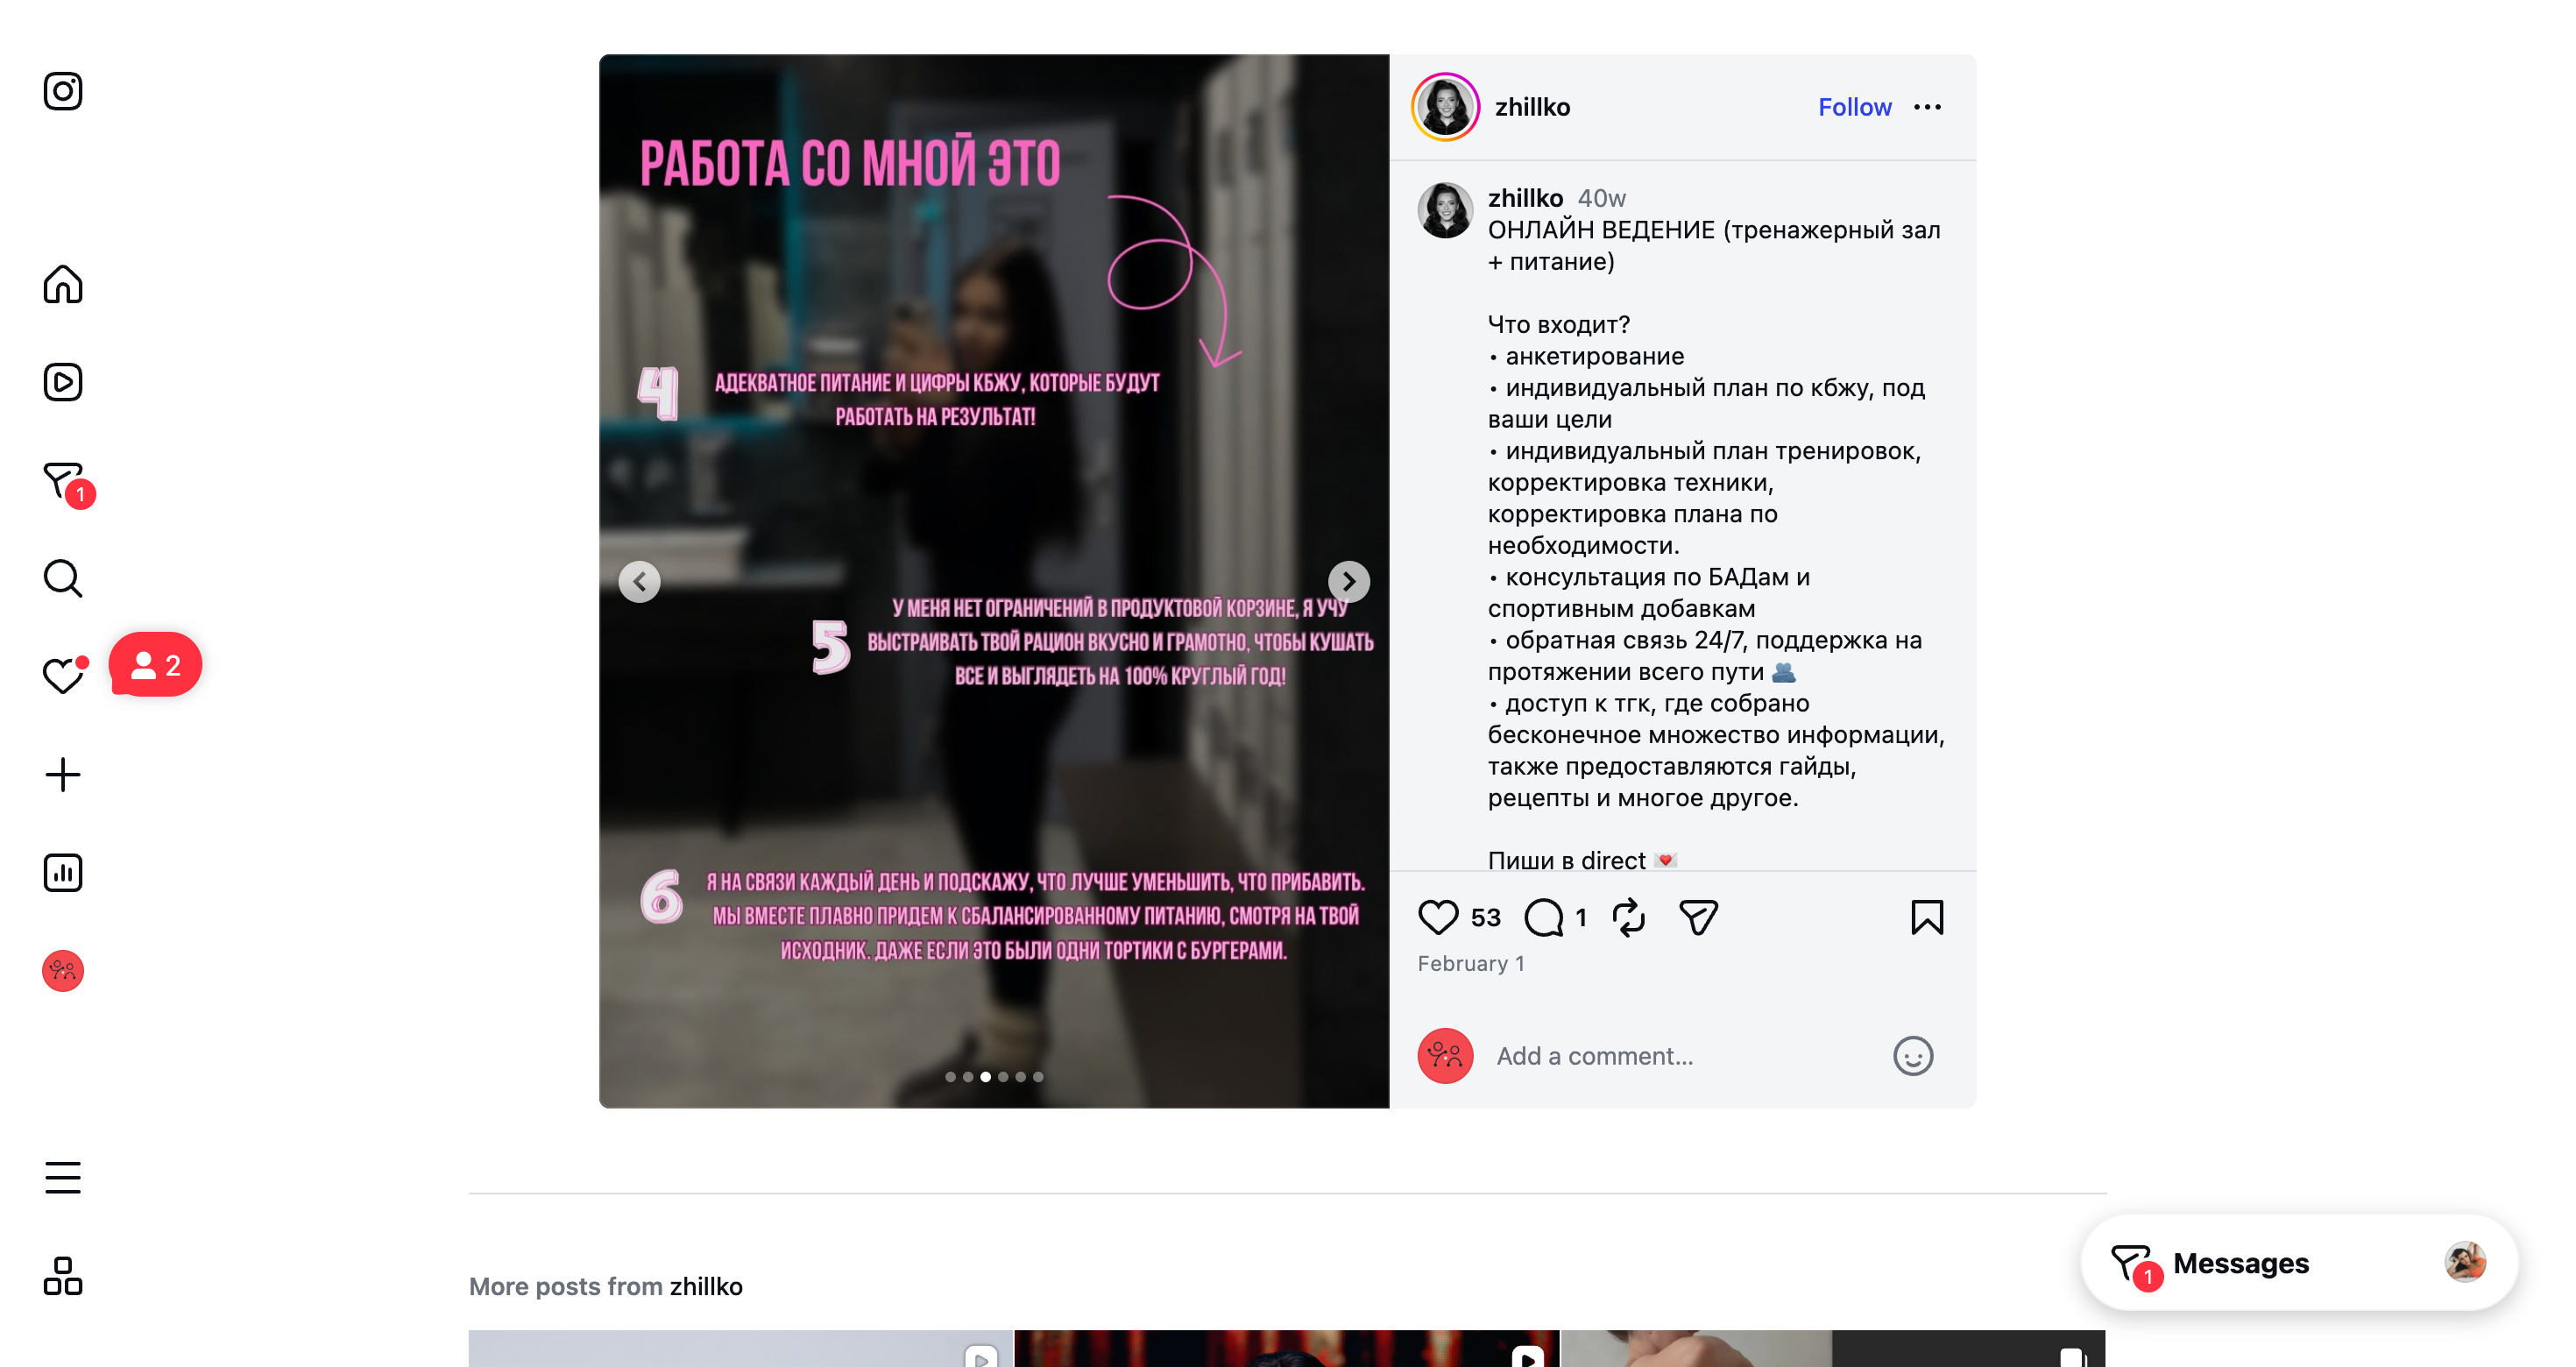 РАБОТА СО МНОЙ ЭТО
4
АДЕКВАТНОЕ ПИТАНИЕ И ЦИФРЫ КБЖУ, КОТОРЫЕ БУДУТ
РАБОТАТЬ НА РЕЗУЛЬТАТ!
5
У МЕНЯ НЕТ ОГРАНИЧЕНИЙ В ПРОДУКТОВОЙ КОРЗИНЕ, Я УЧУ
ВЫСТРАИВАТЬ ТВОЙ РАЦИОН ВКУСНО И ГРАМОТНО, ЧТОБЫ КУШАТЬ
ВСЕ И ВЫГЛЯДЕТЬ НА 100% КРУГЛЫЙ ГОД!
6
Я НА СВЯЗИ КАЖДЫЙ ДЕНЬ И ПОДСКАЖУ, ЧТО ЛУЧШЕ УМЕНЬШИТЬ, ЧТО ПРИБАВИТЬ.
МЫ ВМЕСТЕ ПЛАВНО ПРИДЕМ К СБАЛАНСИРОВАННОМУ ПИТАНИЮ, СМОТРЯ НА ТВОЙ
ИСХОДНИК. ДАЖЕ ЕСЛИ ЭТО БЫЛИ ОДНИ ТОРТИКИ С БУРГЕРАМИ.
zhillko
Follow
zhillko 40w
ОНЛАЙН ВЕДЕНИЕ (тренажерный зал
+ питание)
Что входит?
• анкетирование
• индивидуальный план по кбжу, под
ваши цели
• индивидуальный план тренировок,
корректировка техники,
корректировка плана по
необходимости.
• консультация по БАДам и
спортивным добавкам
• обратная связь 24/7, поддержка на
протяжении всего пути 🫂
• доступ к тгк, где собрано
бесконечное множество информации,
также предоставляются гайды,
рецепты и многое другое.
Пиши в direct 💌
53
1
February 1
Add a comment...
1
2
More posts from zhillko
1
Messages